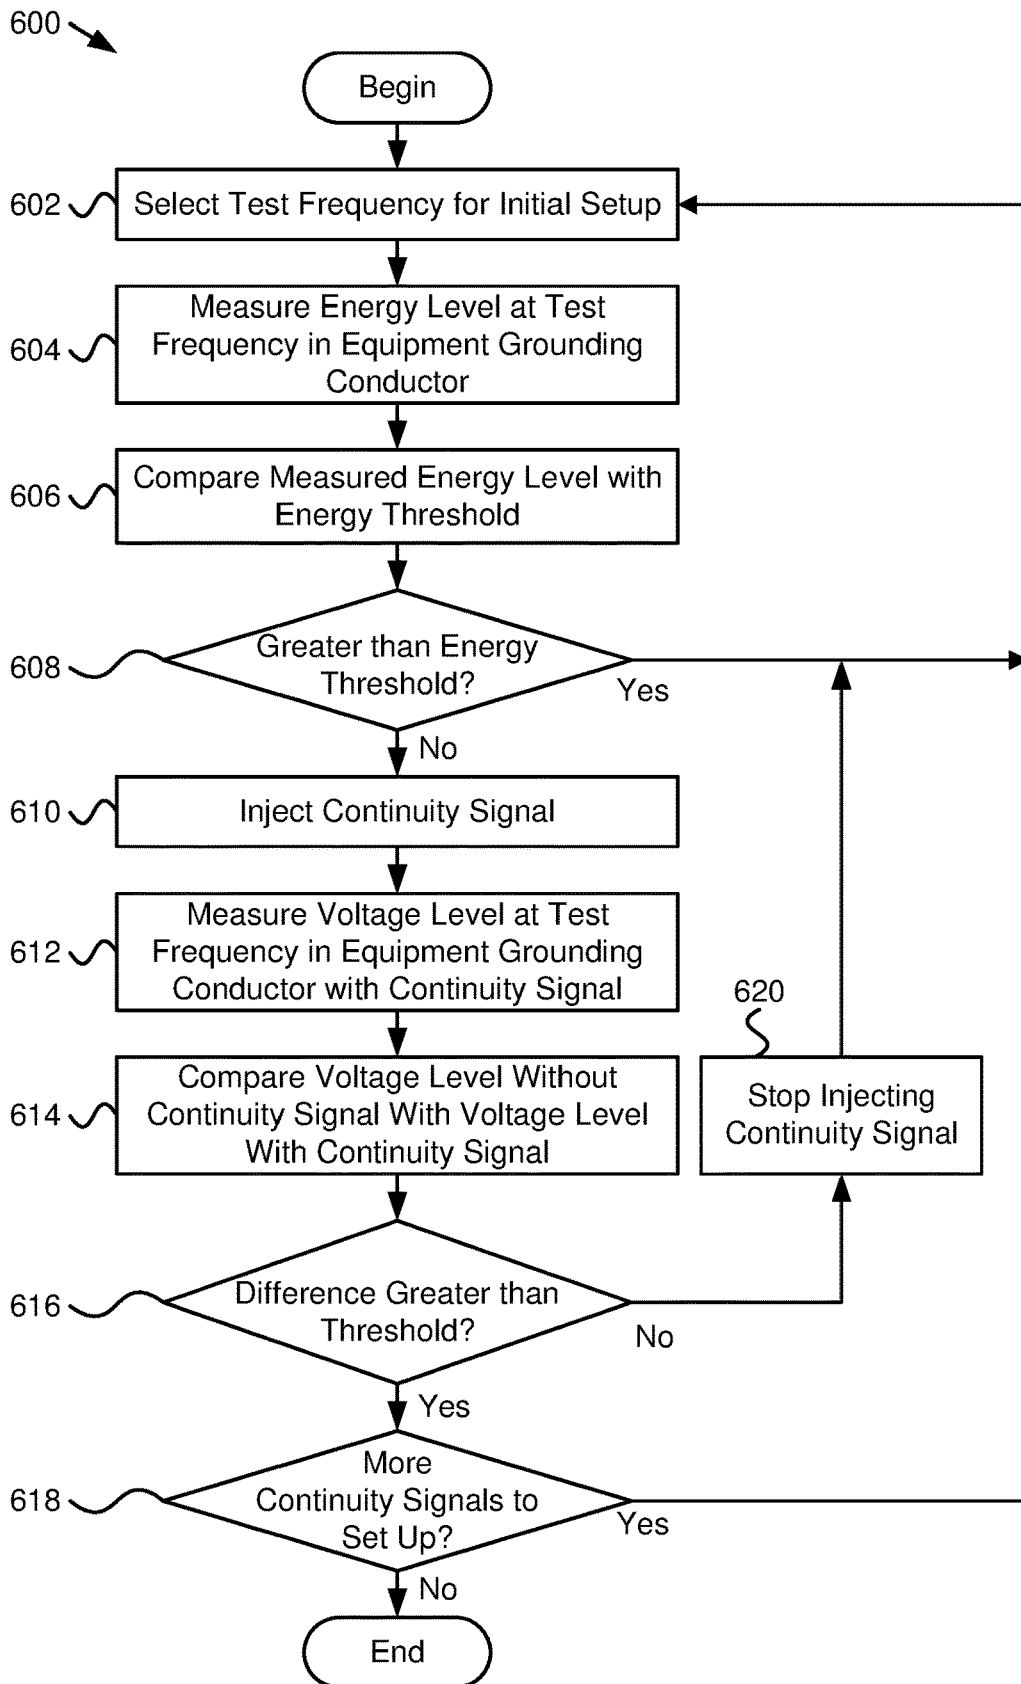 600
Begin
602
Select Test Frequency for Initial Setup
604
Measure Energy Level at Test
Frequency in Equipment Grounding
Conductor
606
Compare Measured Energy Level with
Energy Threshold
608
Greater than Energy
Threshold?
Yes
No
610
Inject Continuity Signal
612
Measure Voltage Level at Test
Frequency in Equipment Grounding
Conductor with Continuity Signal
620
614
Compare Voltage Level Without
Continuity Signal With Voltage Level
With Continuity Signal
Stop Injecting
Continuity Signal
616
Difference Greater than
Threshold?
No
Yes
618
More
Continuity Signals to
Set Up?
Yes
No
End